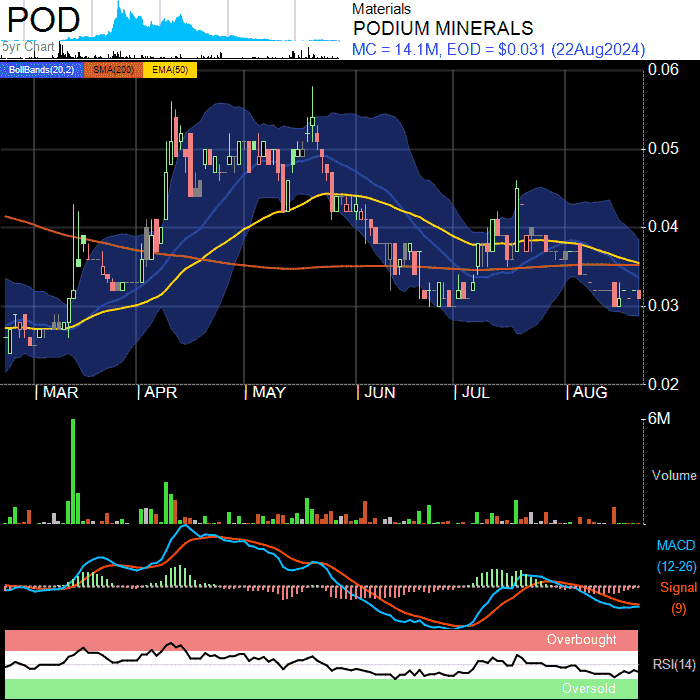 POD
5yr Chart
Materials
PODIUM MINERALS
MC = 14.1M, EOD = $0.031 (22Aug2024)
BollBands(20,2) SMA(200) EMA(50)
0.06
0.05
0.04
0.03
0.02
MAR APR MAY JUN JUL AUG
6M
Volume
MACD
(12-26)
Signal
(9)
Overbought
RSI(14)
Oversold